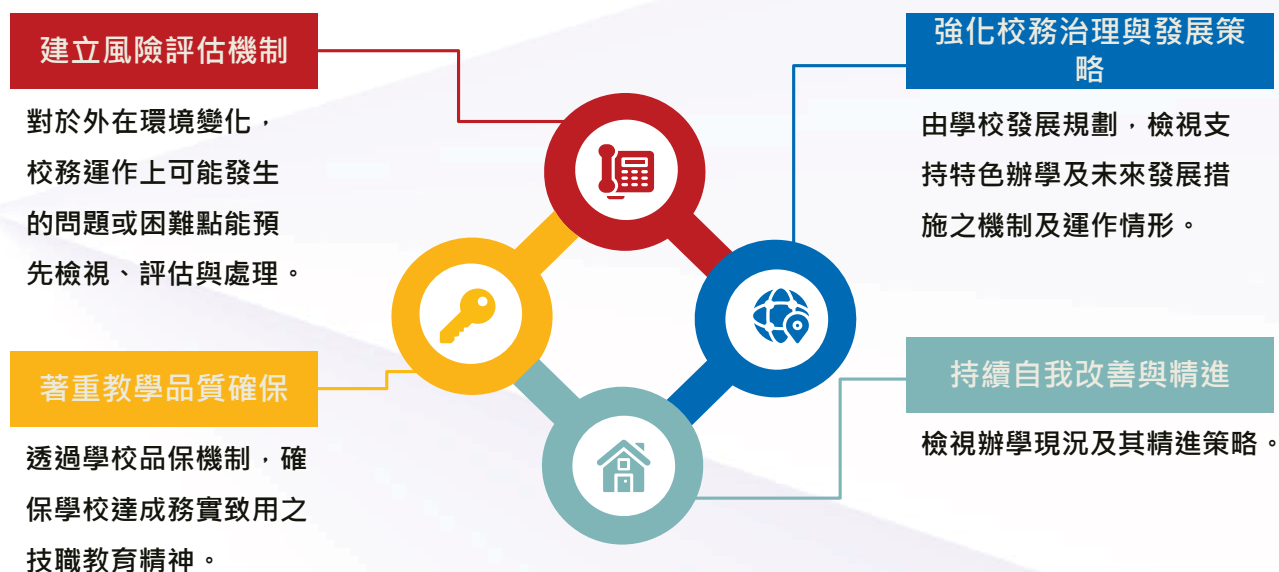 建立風險評估機制
對於外在環境變化，
校務運作上可能發生
的問題或困難點能預
先檢視、評估與處理。
強化校務治理與發展策
略
由學校發展規劃，檢視支
持特色辦學及未來發展措
施之機制及運作情形。
著重教學品質確保
透過學校品保機制，確
保學校達成務實致用之
技職教育精神。
持續自我改善與精進
檢視辦學現況及其精進策略。